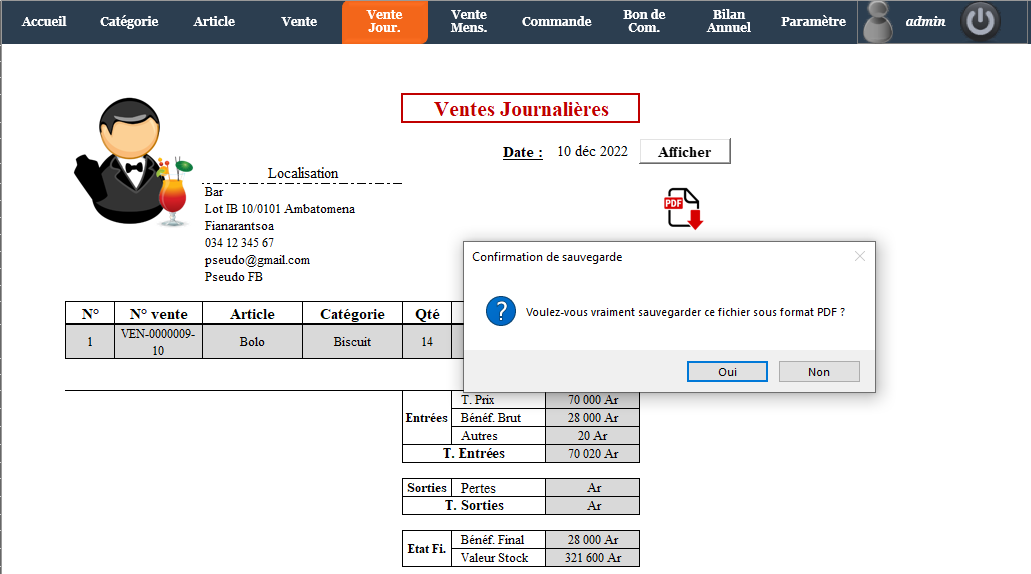 Accueil
Catégorie
Article
Vente
Vente
Jour.
Vente
Mens.
Commande
Bon de
Com.
Bilan
Annuel
Paramètre
admin
Ventes Journalières
Date : 10 déc 2022 Afficher
PDF
Localisation
Bar
Lot IB 10/0101 Ambatomena
Fianarantsoa
034 12 345 67
pseudo@gmail.com
Pseudo FB
Confirmation de sauvegarde
Voulez-vous vraiment sauvegarder ce fichier sous format PDF ?
Oui Non
N° N° vente Article Catégorie Qté
1 VEN-0000009-
10 Bolo Biscuit 14
Entrées
T. Prix 70 000 Ar
Bénéf. Brut 28 000 Ar
Autres 20 Ar
T. Entrées 70 020 Ar
Sorties Pertes Ar
T. Sorties Ar
Etat Fi.
Bénéf. Final 28 000 Ar
Valeur Stock 321 600 Ar